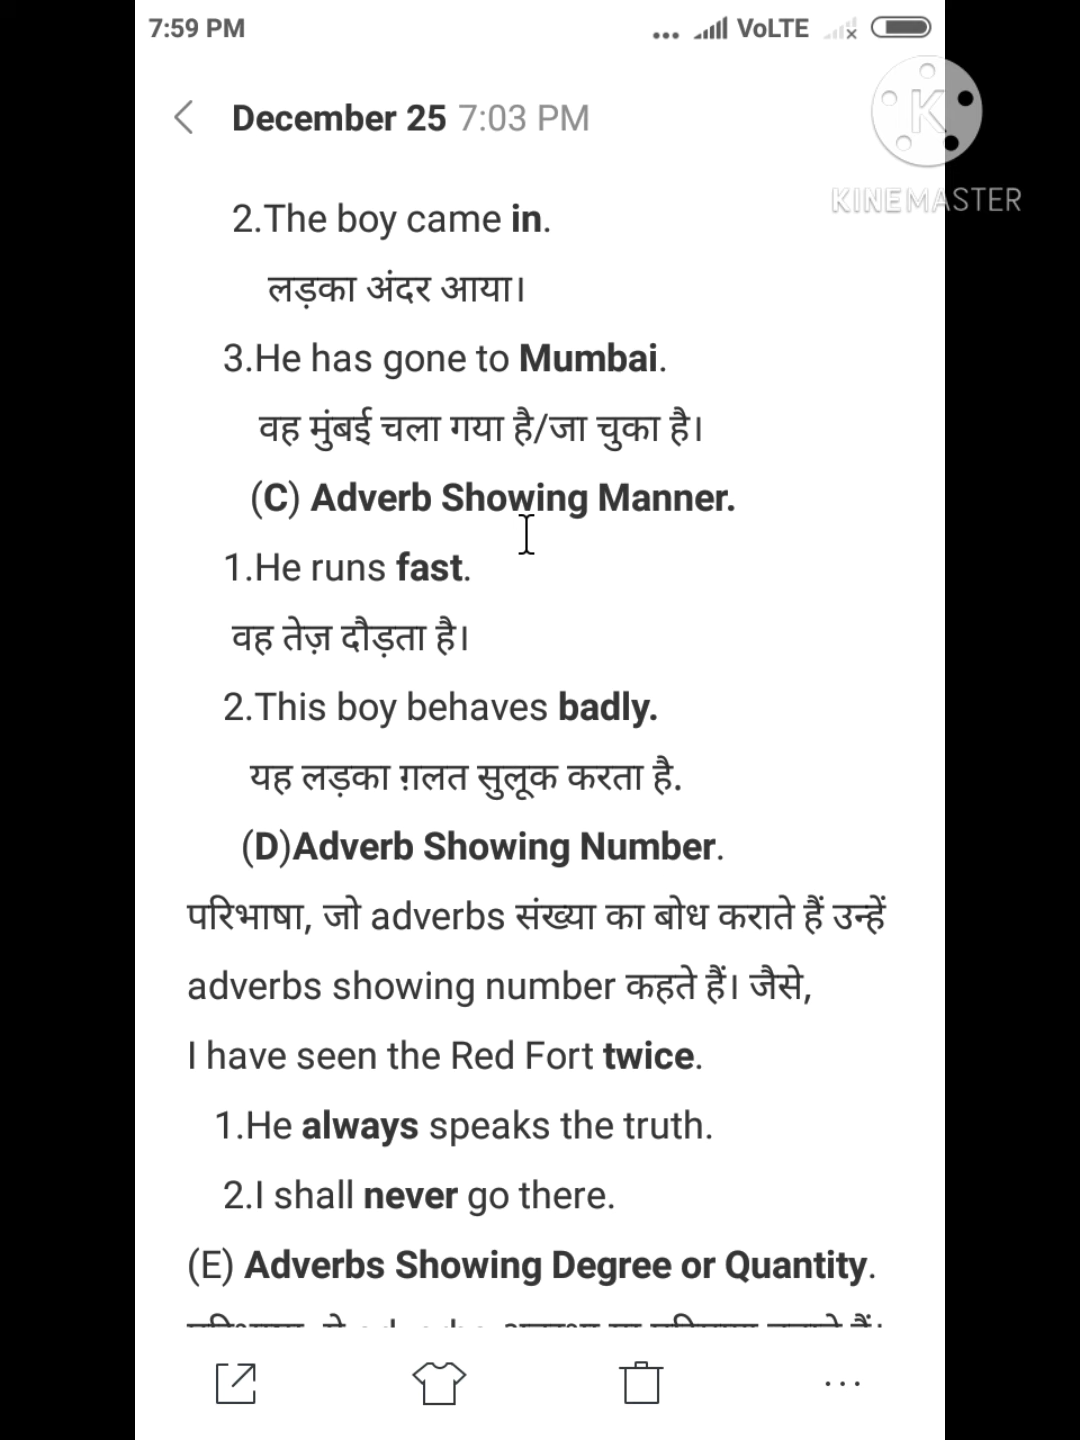 7:59 PM
... VoLTE
December 25 7:03 PM
K
KINEMASTER
2.The boy came in.
लड़का अंदर आया।
3.He has gone to Mumbai.
वह मुंबई चला गया है/जा चुका है।
(C) Adverb Showing Manner.
1.He runs fast.
वह तेज़ दौड़ता है।
2.This boy behaves badly.
यह लड़का ग़लत सुलूक करता है.
(D)Adverb Showing Number.
परिभाषा, जो adverbs संख्या का बोध कराते हैं उन्हें
adverbs showing number कहते हैं। जैसे,
I have seen the Red Fort twice.
1.He always speaks the truth.
2.I shall never go there.
(E) Adverbs Showing Degree or Quantity.